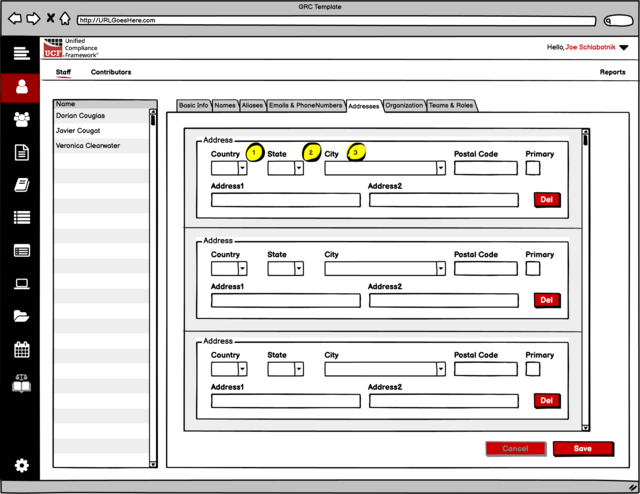 GRC Template
http://URLGoesHere.com
UCF
Unified
Compliance
Framework®
Hello, Joe Schlobotnik
Staff Contributors Reports
Name
Dorian Cougias
Javier Cougat
Veronica Clearwater
Basic Info Names Aliases Emails & PhoneNumbers Addresses Organization Teams & Roles
Address
Country 1 State 2 City 3 Postal Code Primary
Address1 Address2
Del
Address
Country State City Postal Code Primary
Address1 Address2
Del
Address
Country State City Postal Code Primary
Address1 Address2
Del
Cancel Save